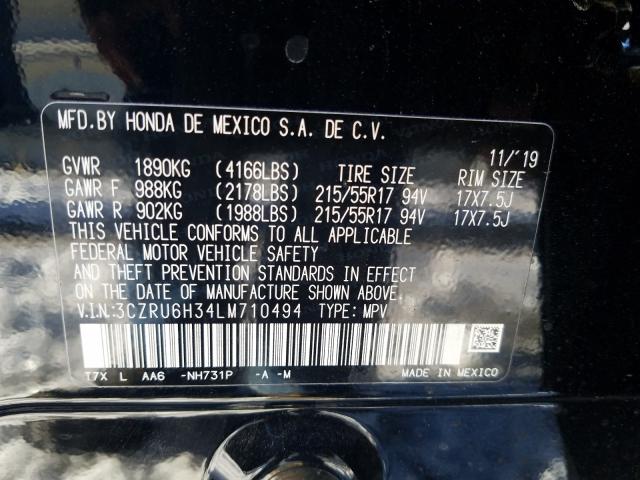 MFD.BY HONDA DE MEXICO S.A. DE C.V.
11/'19
GVWR 1890KG (4166LBS) TIRE SIZE RIM SIZE
GAWR F 988KG (2178LBS) 215/55R17 94V 17X7.5J
GAWR R 902KG (1988LBS) 215/55R17 94V 17X7.5J
THIS VEHICLE CONFORMS TO ALL APPLICABLE
FEDERAL MOTOR VEHICLE SAFETY
AND THEFT PREVENTION STANDARDS IN EFFECT
ON THE DATE OF MANUFACTURE SHOWN ABOVE.
V.I.N:3CZRU6H34LM710494 TYPE:MPV
T7X L AA6 -NH731P -A -M MADE IN MEXICO